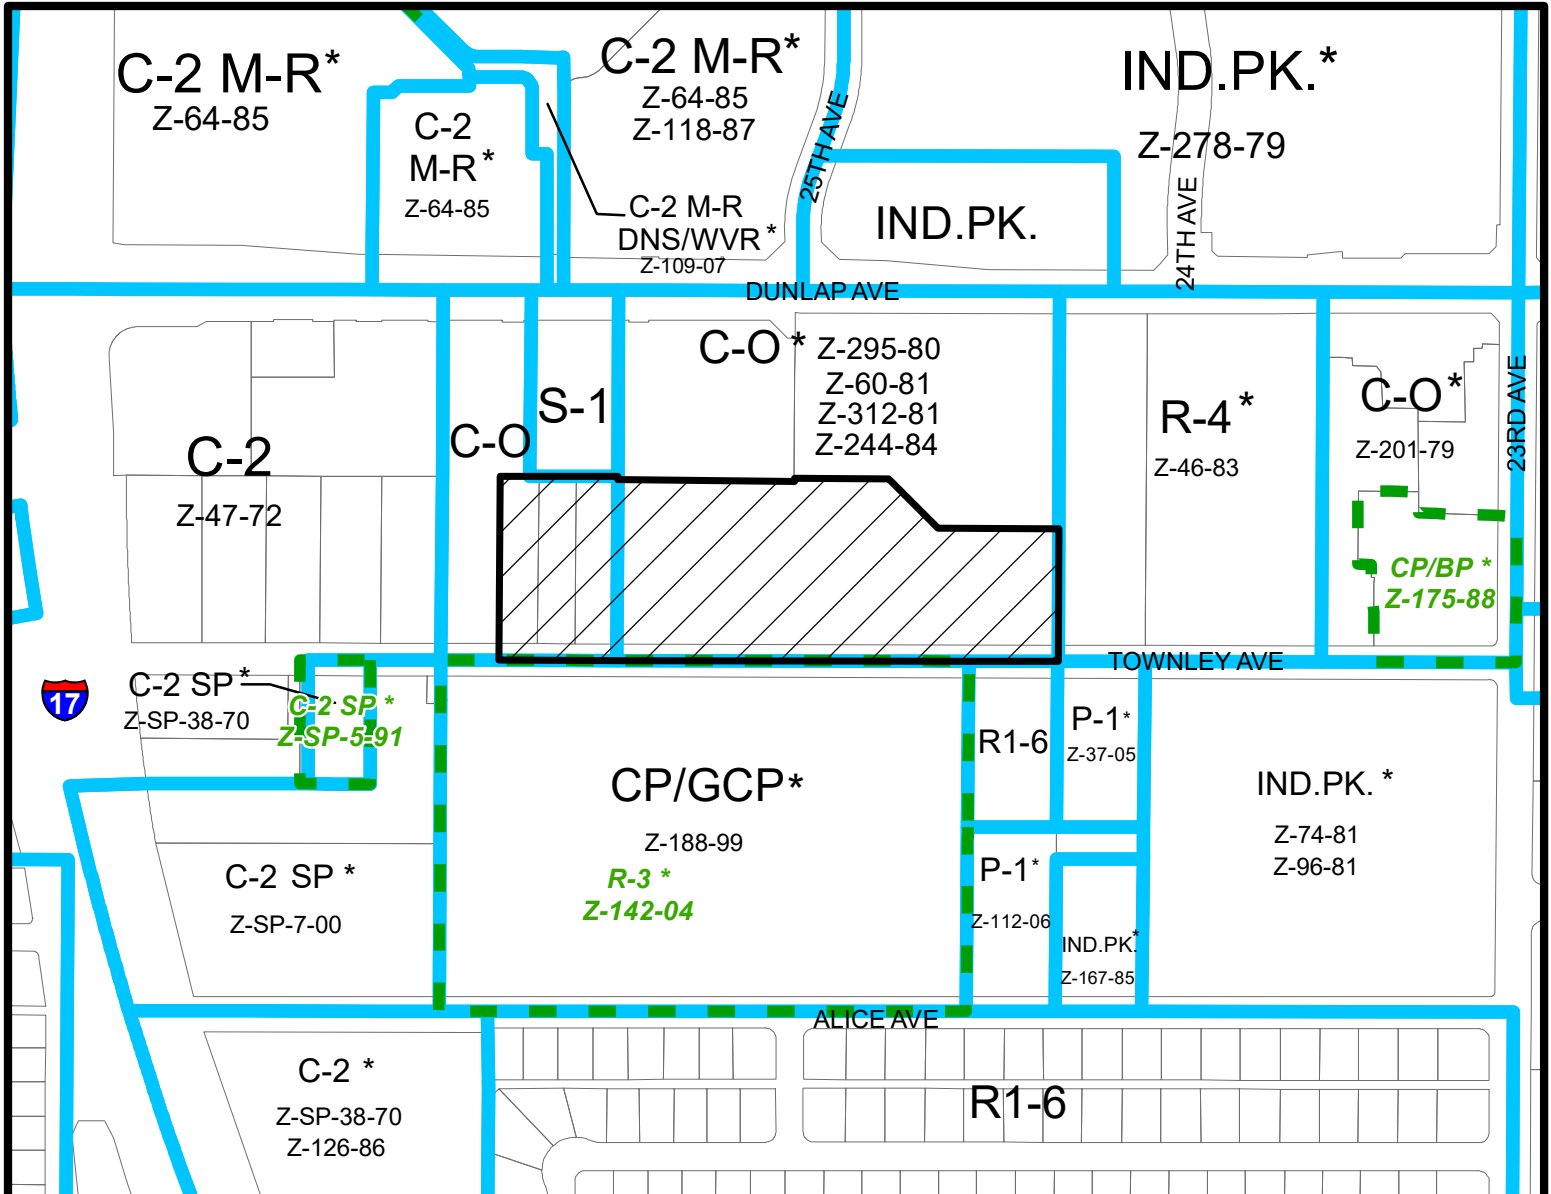 C-2 M-R*
Z-64-85
C-2
M-R*
Z-64-85
C-2 M-R*
Z-64-85
Z-118-87
C-2 M-R
DNS/WVR*
Z-109-07
25TH AVE
IND.PK.*
Z-278-79
IND.PK.
24TH AVE
DUNLAP AVE
C-2
Z-47-72
C-O
S-1
C-O* Z-295-80
Z-60-81
Z-312-81
Z-244-84
R-4*
Z-46-83
C-O*
Z-201-79
23RD AVE
CP/BP *
Z-175-88
TOWNLEY AVE
17
C-2 SP*
Z-SP-38-70
C-2 SP *
Z-SP-5-91
CP/GCP*
Z-188-99
R-3 *
Z-142-04
R1-6
P-1*
Z-37-05
IND.PK. *
Z-74-81
Z-96-81
C-2 SP *
Z-SP-7-00
P-1*
Z-112-06
IND.PK.*
Z-167-85
ALICE AVE
C-2 *
Z-SP-38-70
Z-126-86
R1-6